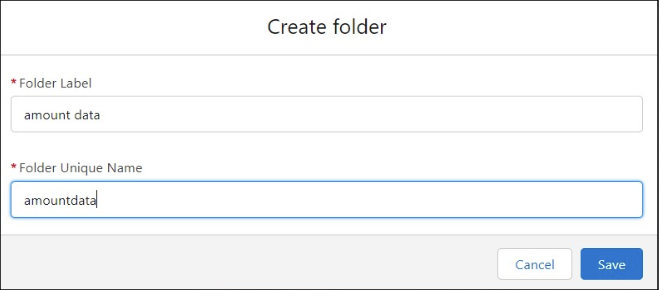 Create folder
* Folder Label
amount data
* Folder Unique Name
amountdata
Cancel Save